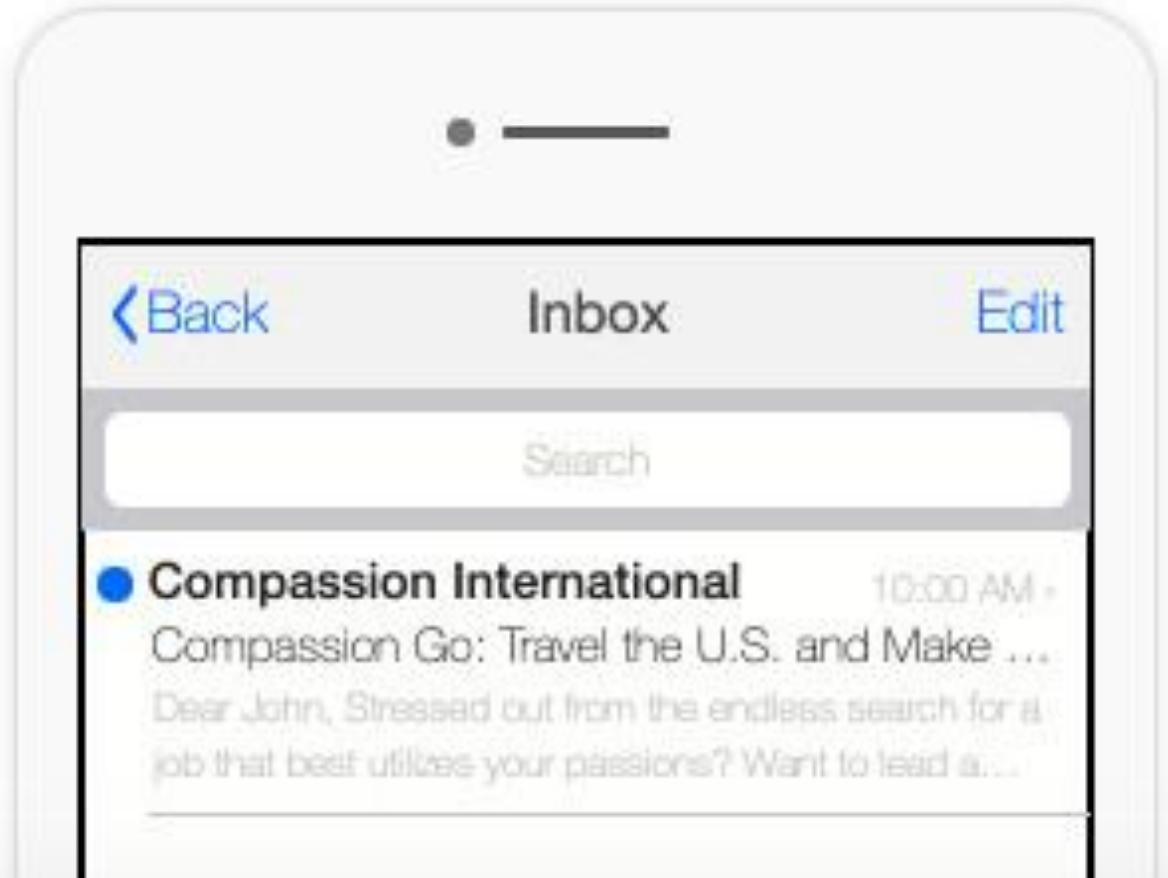 Back Inbox Edit
Search
Compassion International 10:00 AM
Compassion Go: Travel the U.S. and Make ...
Dear John, Stressed out from the endless search for a
job that best utilizes your passions? Want to lead a...